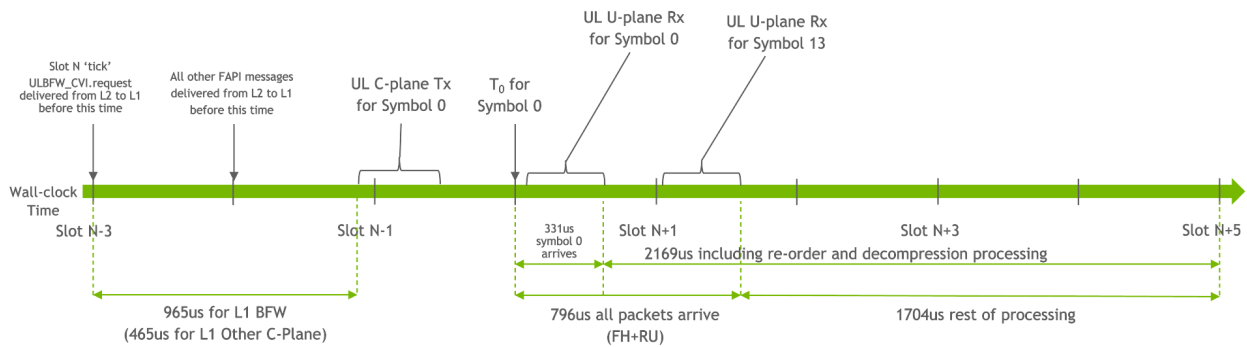 Slot N ‘tick’
ULBFW_CVI.request
delivered from L2 to L1
before this time
All other FAPI messages
delivered from L2 to L1
before this time
UL C-plane Tx
for Symbol 0
T0 for
Symbol 0
UL U-plane Rx
for Symbol 0
UL U-plane Rx
for Symbol 13
Wall-clock
Time
Slot N-3
Slot N-1
Slot N+1
Slot N+3
Slot N+5
331us
symbol 0
arrives
2169us including re-order and decompression processing
965us for L1 BFW
(465us for L1 Other C-Plane)
796us all packets arrive
(FH+RU)
1704us rest of processing